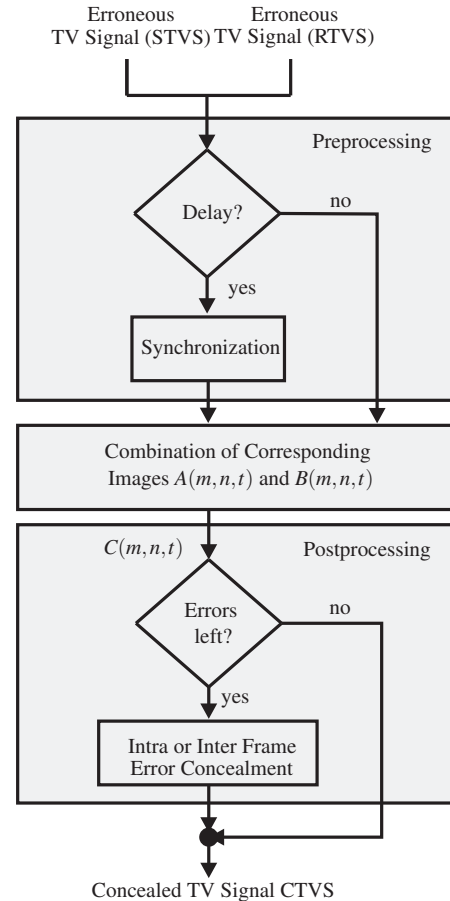 Erroneous
TV Signal (STVS)
Erroneous
TV Signal (RTVS)
Preprocessing
Delay?
no
yes
Synchronization
Combination of Corresponding
Images A(m,n,t) and B(m,n,t)
C(m,n,t)
Postprocessing
Errors
left?
no
yes
Intra or Inter Frame
Error Concealment
Concealed TV Signal CTVS